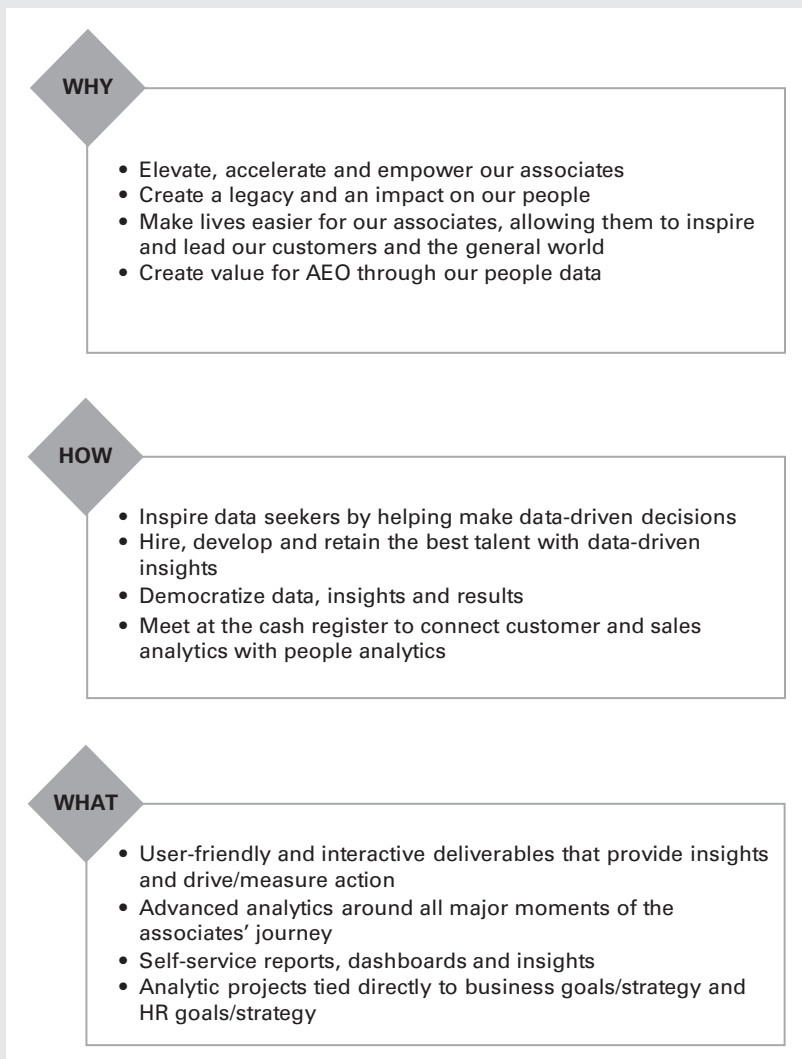 WHY
• Elevate, accelerate and empower our associates
• Create a legacy and an impact on our people
• Make lives easier for our associates, allowing them to inspire
and lead our customers and the general world
• Create value for AEO through our people data
HOW
• Inspire data seekers by helping make data-driven decisions
• Hire, develop and retain the best talent with data-driven
insights
• Democratize data, insights and results
• Meet at the cash register to connect customer and sales
analytics with people analytics
WHAT
• User-friendly and interactive deliverables that provide insights
and drive/measure action
• Advanced analytics around all major moments of the
associates’ journey
• Self-service reports, dashboards and insights
• Analytic projects tied directly to business goals/strategy and
HR goals/strategy